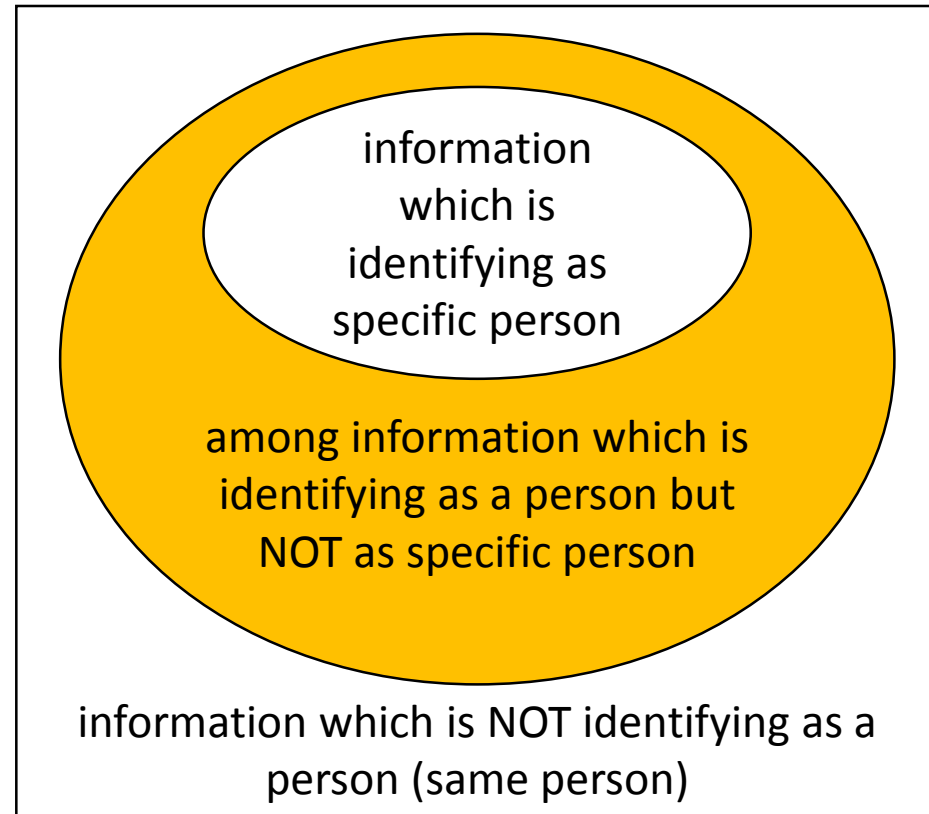 information
which is
identifying as
specific person
among information which is
identifying as a person but
NOT as specific person
information which is NOT identifying as a
person (same person)